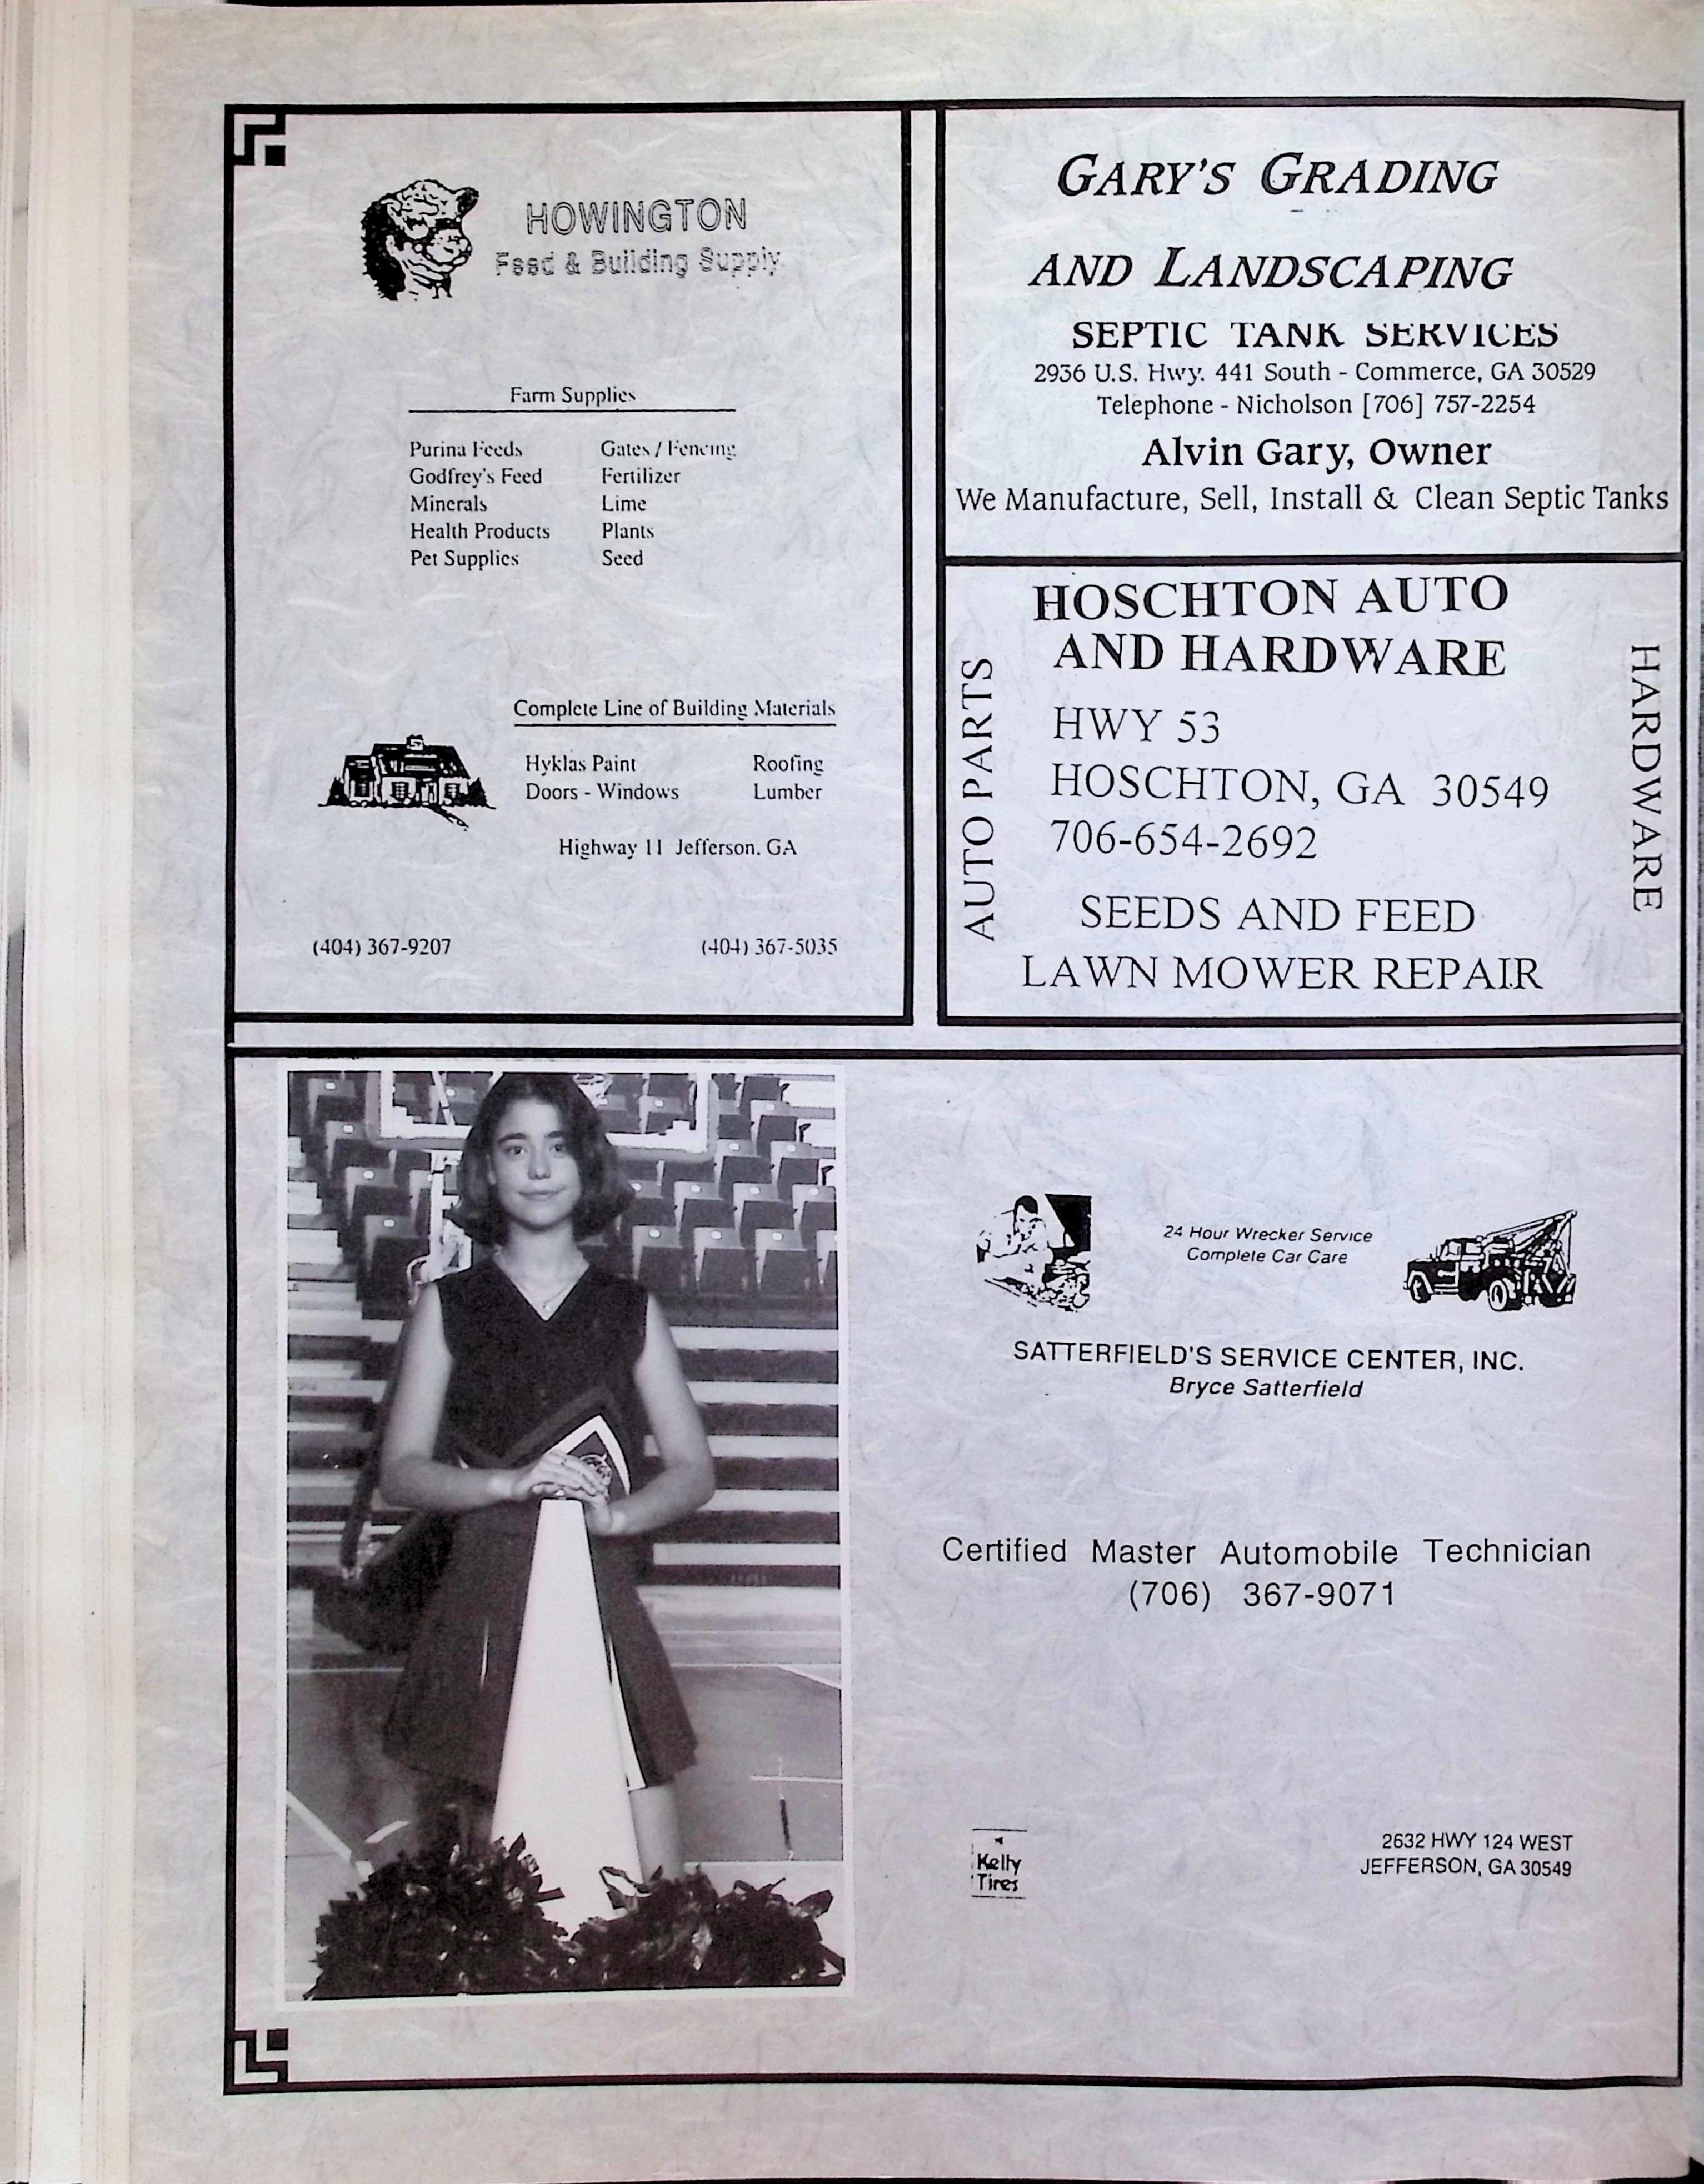 HOWINGTON
Feed & Building Supply
Farm Supplies
Purina Feeds Gates / Fencing
Godfrey's Feed Fertilizer
Minerals Lime
Health Products Plants
Pet Supplies Seed
Complete Line of Building Materials
Hyklas Paint Roofing
Doors - Windows Lumber
Highway 11 Jefferson, GA
(404) 367-9207 (404) 367-5035
GARY'S GRADING
AND LANDSCAPING
SEPTIC TANK SERVICES
2936 U.S. Hwy. 441 South - Commerce, GA 30529
Telephone - Nicholson [706] 757-2254
Alvin Gary, Owner
We Manufacture, Sell, Install & Clean Septic Tanks
AUTO PARTS
HOSCHTON AUTO
AND HARDWARE
HWY 53
HOSCHTON, GA 30549
706-654-2692
SEEDS AND FEED
LAWN MOWER REPAIR
HARDWARE
24 Hour Wrecker Service
Complete Car Care
SATTERFIELD'S SERVICE CENTER, INC.
Bryce Satterfield
Certified Master Automobile Technician
(706) 367-9071
Kelly
Tires
2632 HWY 124 WEST
JEFFERSON, GA 30549